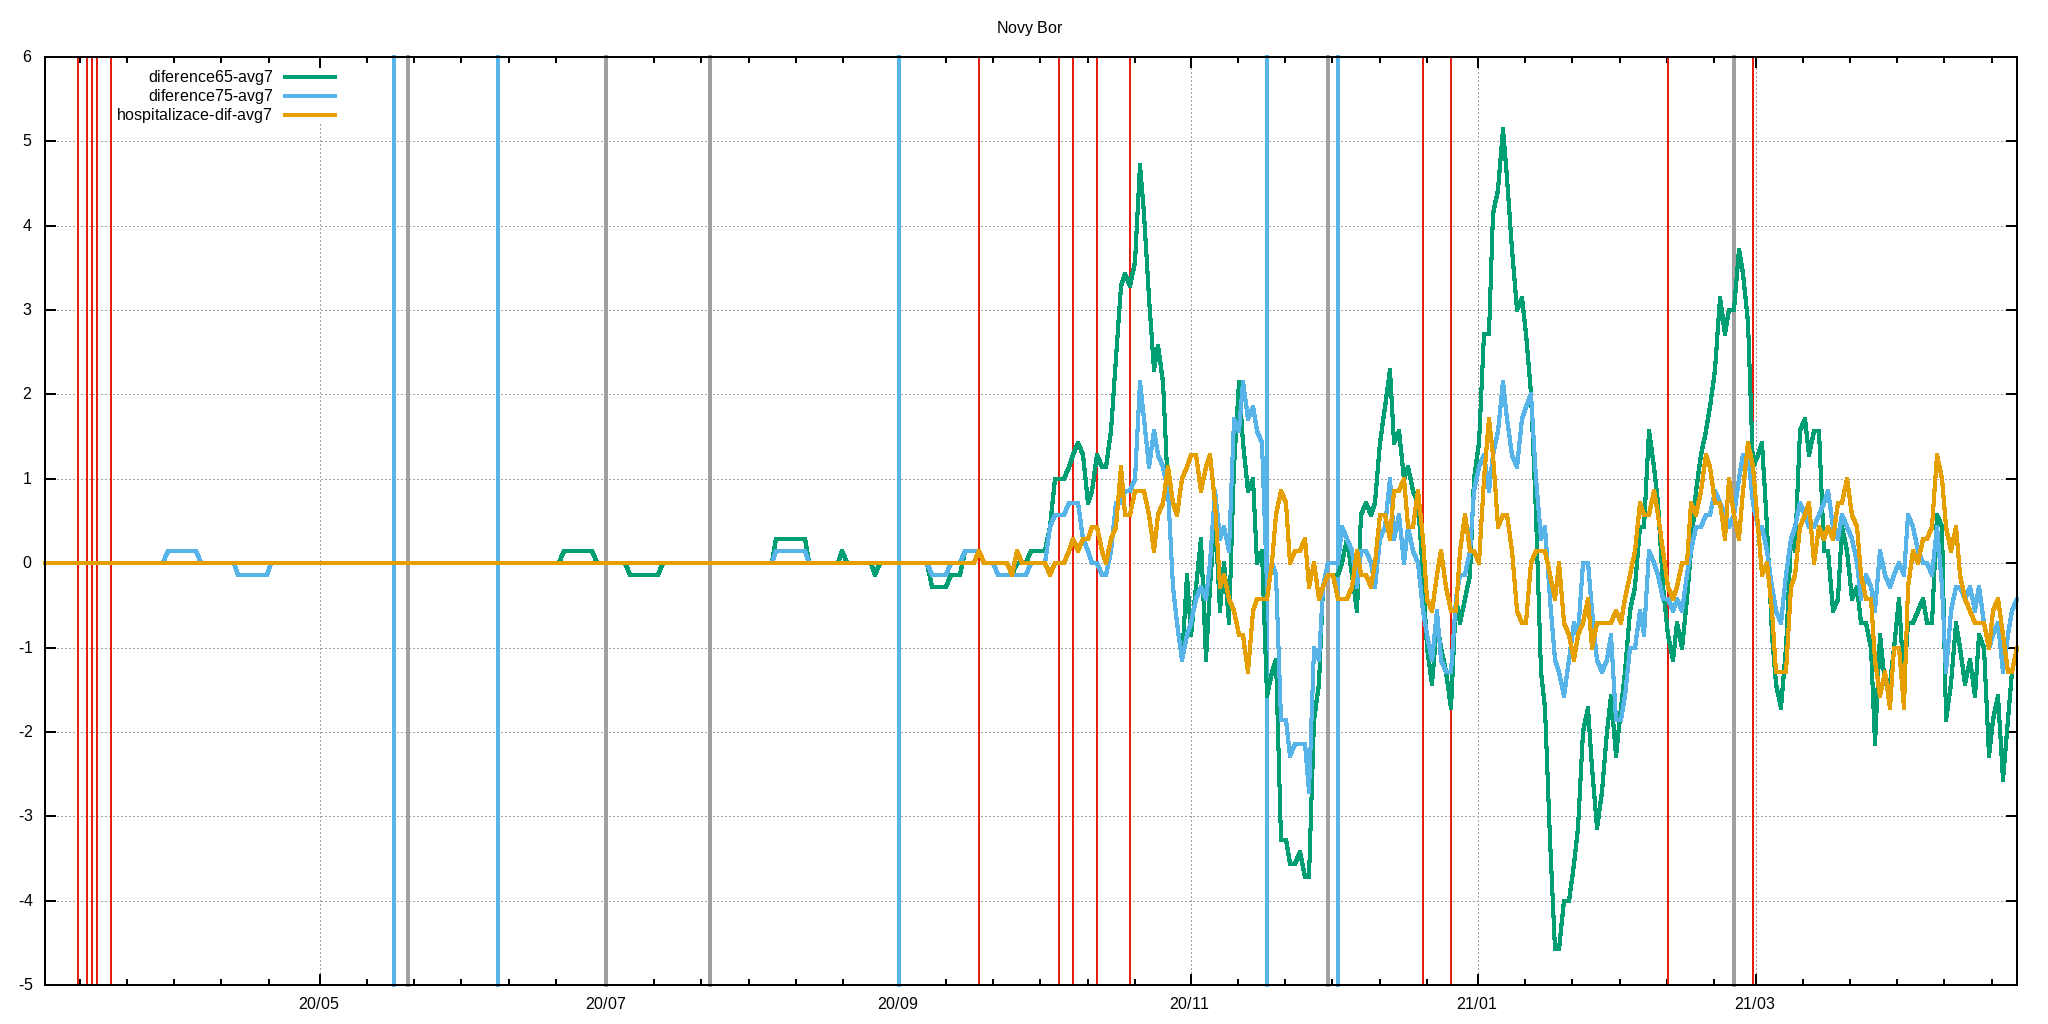 Novy Bor
6
diference65-avg7
diference75-avg7
hospitalizace-dif-avg7
5
4
3
2
1
0
-1
-2
-3
-4
-5
20/05 20/07 20/09 20/11 21/01 21/03